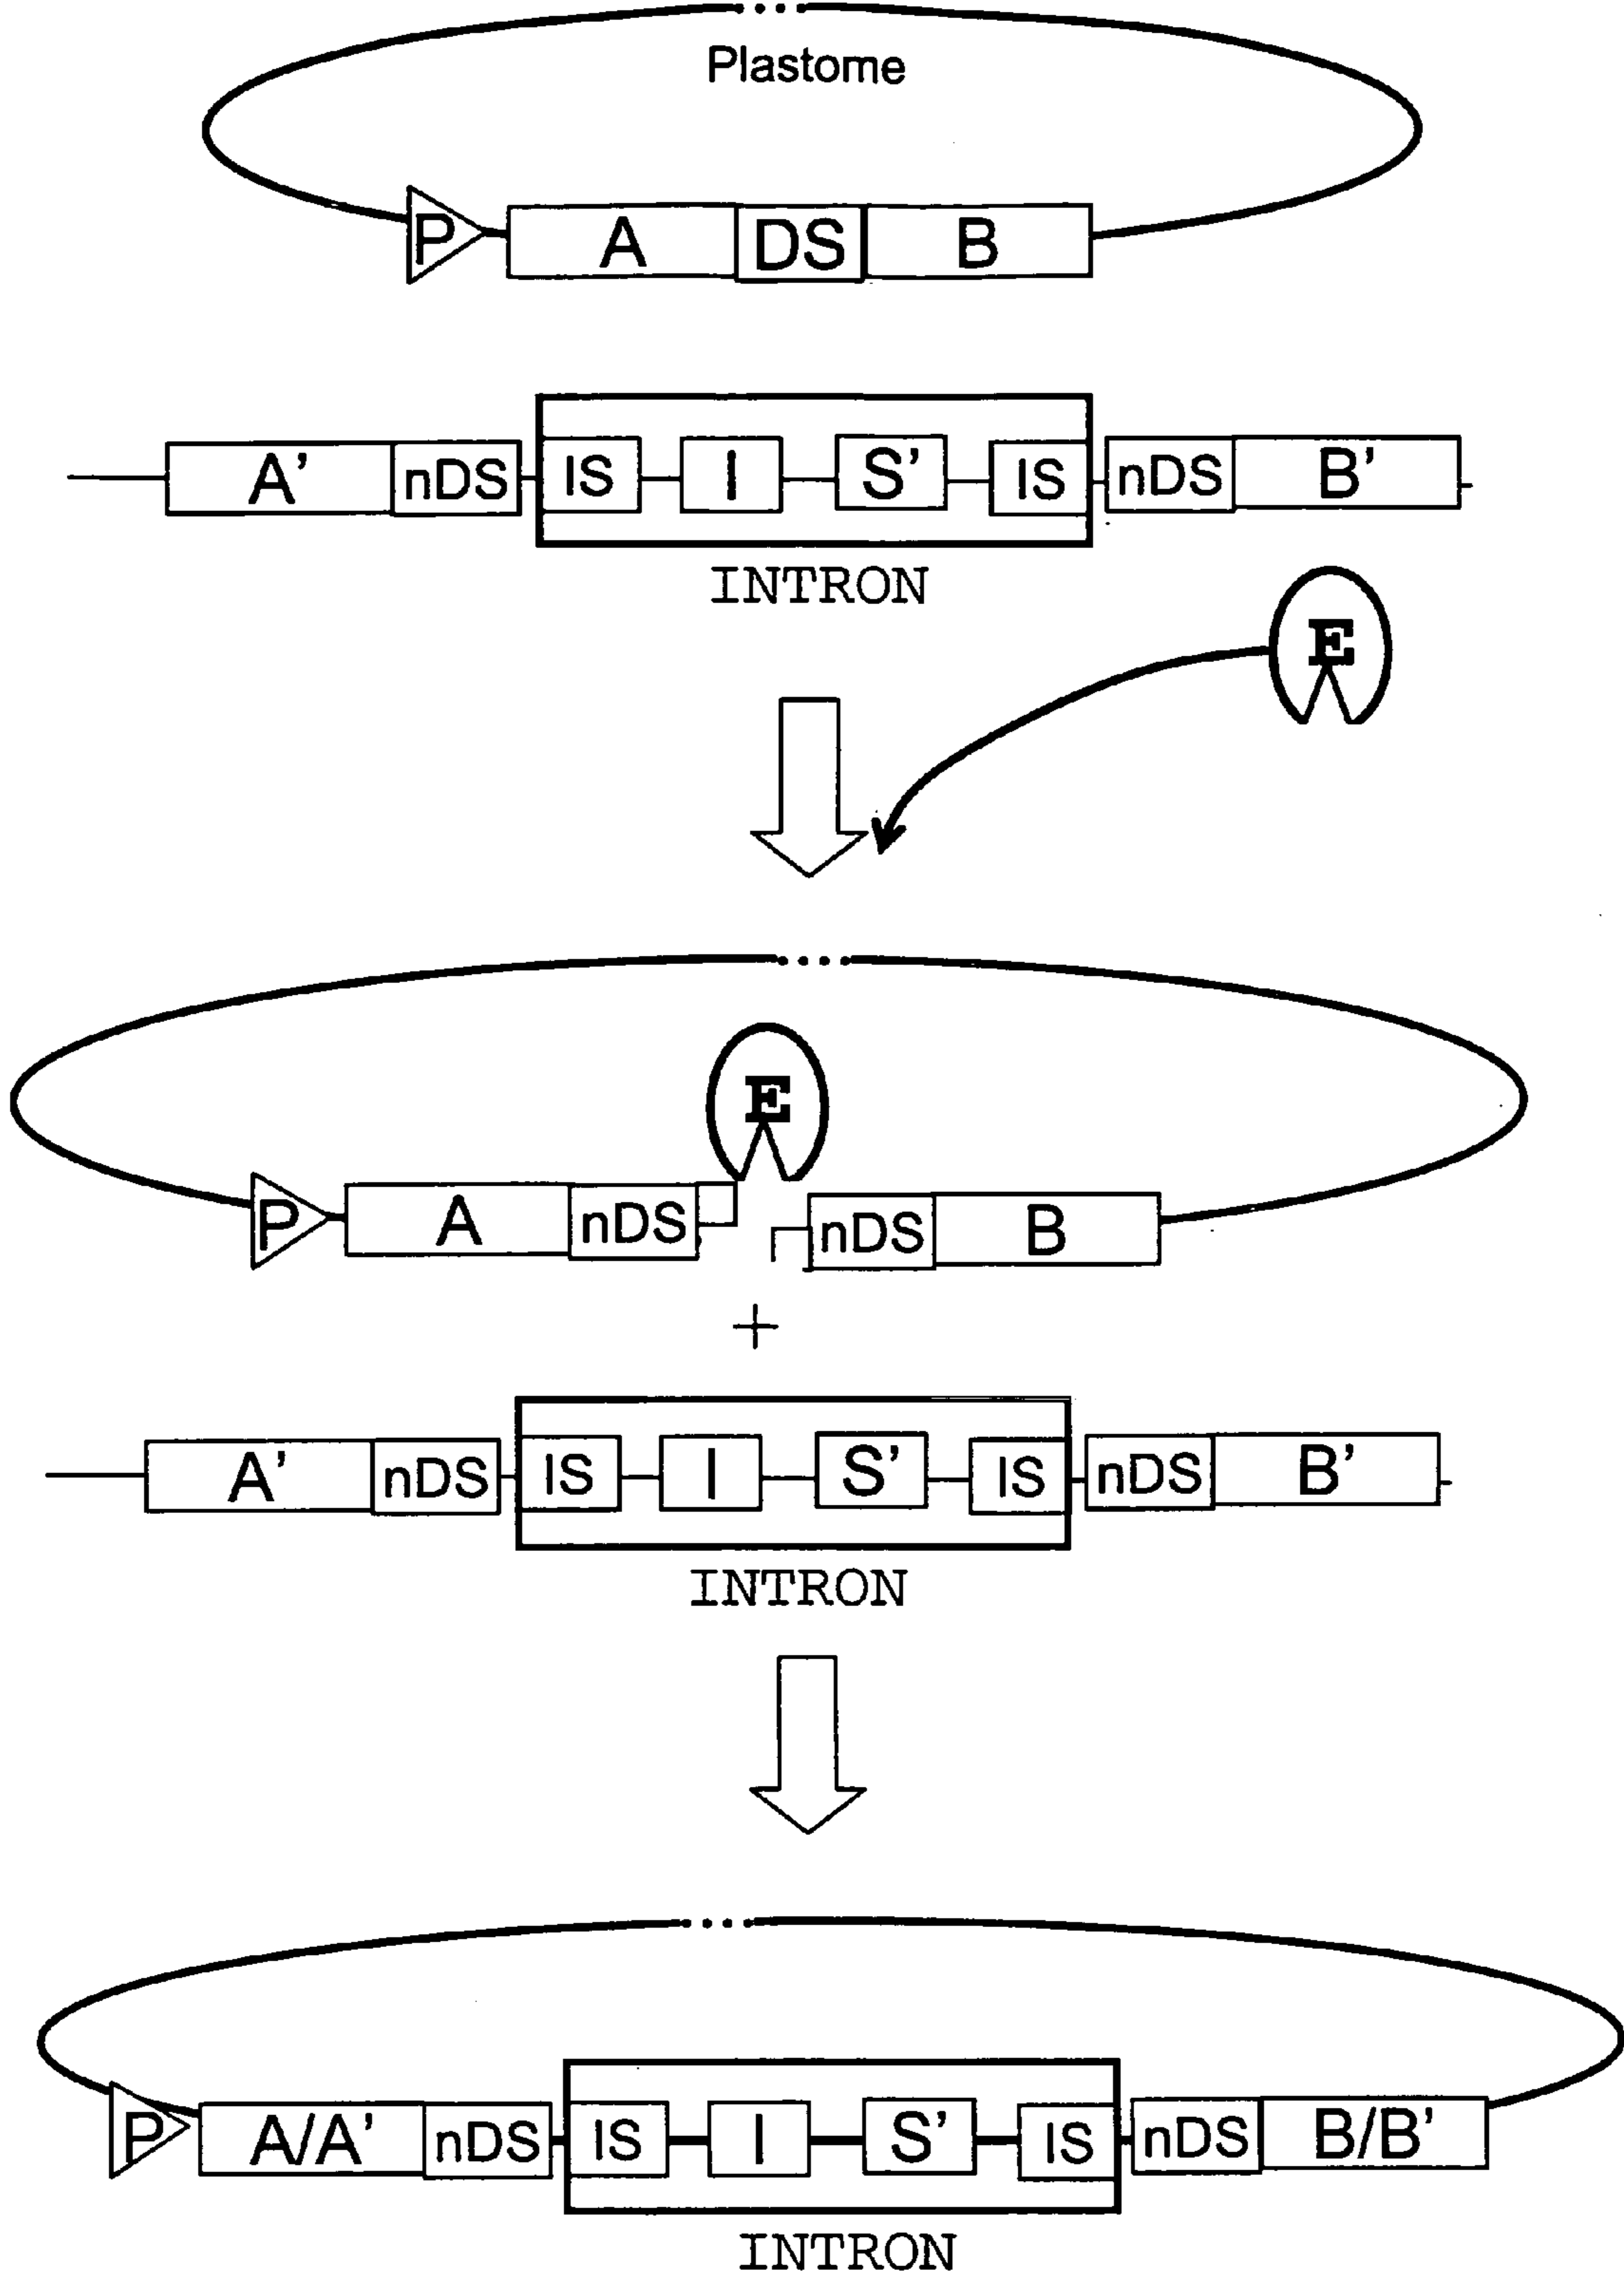 Plastome
P A DS B
A' nDS IS I S' IS nDS B'
INTRON
E
E
P A nDS nDS B
+
A' nDS IS I S' IS nDS B'
INTRON
P A/A' nDS IS I S' IS nDS B/B'
INTRON